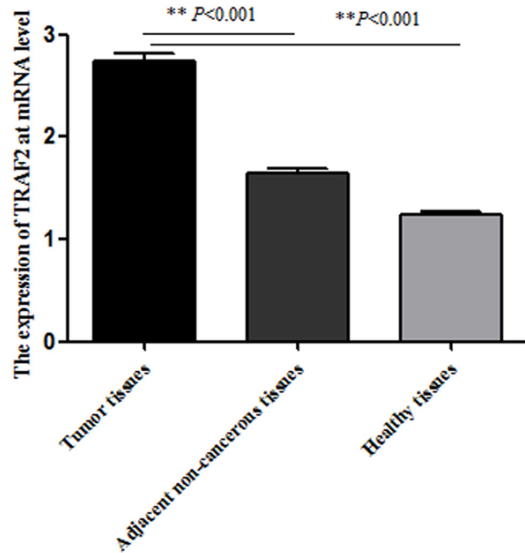 ** P<0.001
**P<0.001
The expression of TRAF2 at mRNA level
3
2
1
0
Tumor tissues
Adjacent non-cancerous tissues
Healthy tissues